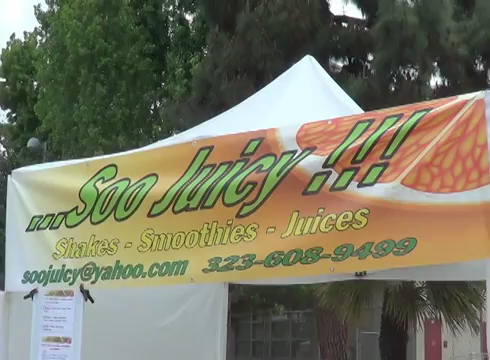 ...Soo Juicy !!!
Shakes - Smoothies - Juices
soojuicy@yahoo.com 323-608-9499